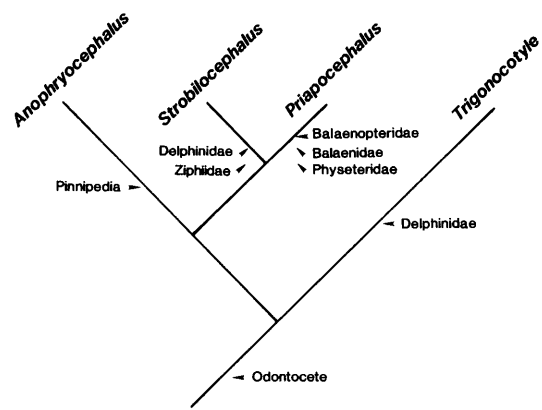 Anophryocephalus
Strobilocephalus
Priapocephalus
Trigonocotyle
Delphinidae
Ziphiidae
Balaenopteridae
Balaenidae
Physeteridae
Pinnipedia
Delphinidae
Odontocete